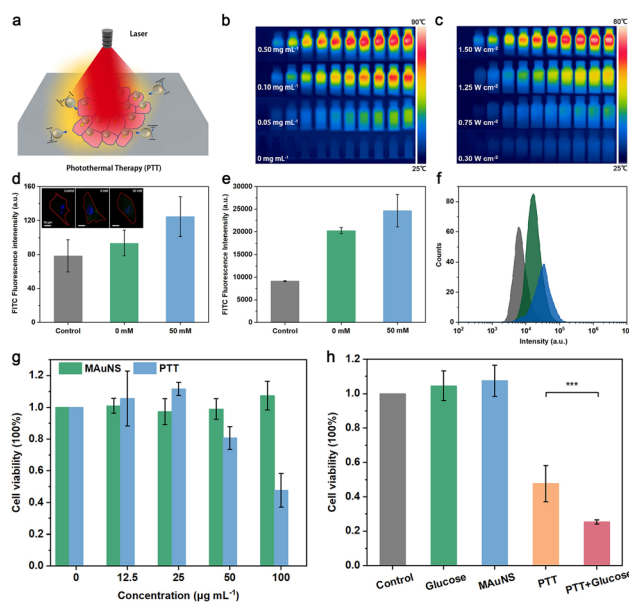 a
Laser
Photothermal Therapy (PTT)
b
90℃
0.50 mg mL⁻¹
0.10 mg mL⁻¹
0.05 mg mL⁻¹
0 mg mL⁻¹
25℃
c
80℃
1.50 W cm⁻²
1.25 W cm⁻²
0.75 W cm⁻²
0.30 W cm⁻²
25℃
d
FITC Fluorescence intenensity (a.u.)
160
120
80
40
0
Control
0 mM
50 mM
e
FITC Fluorescence Intenensity (a.u.)
25000
20000
15000
10000
5000
0
Control
0 mM
50 mM
f
Counts
80
60
40
20
0
10² 10³ 10⁴ 10⁵ 10⁶ 10⁷
Intensity (a.u.)
g
MAuNS PTT
Cell viability (100%)
1.2
1.0
0.8
0.6
0.4
0.2
0.0
0 12.5 25 50 100
Concentration (μg mL⁻¹)
h
Cell viability (100%)
1.2
1.0
0.8
0.6
0.4
0.2
0.0
***
Control
Glucose
MAuNS
PTT
PTT+Glucose